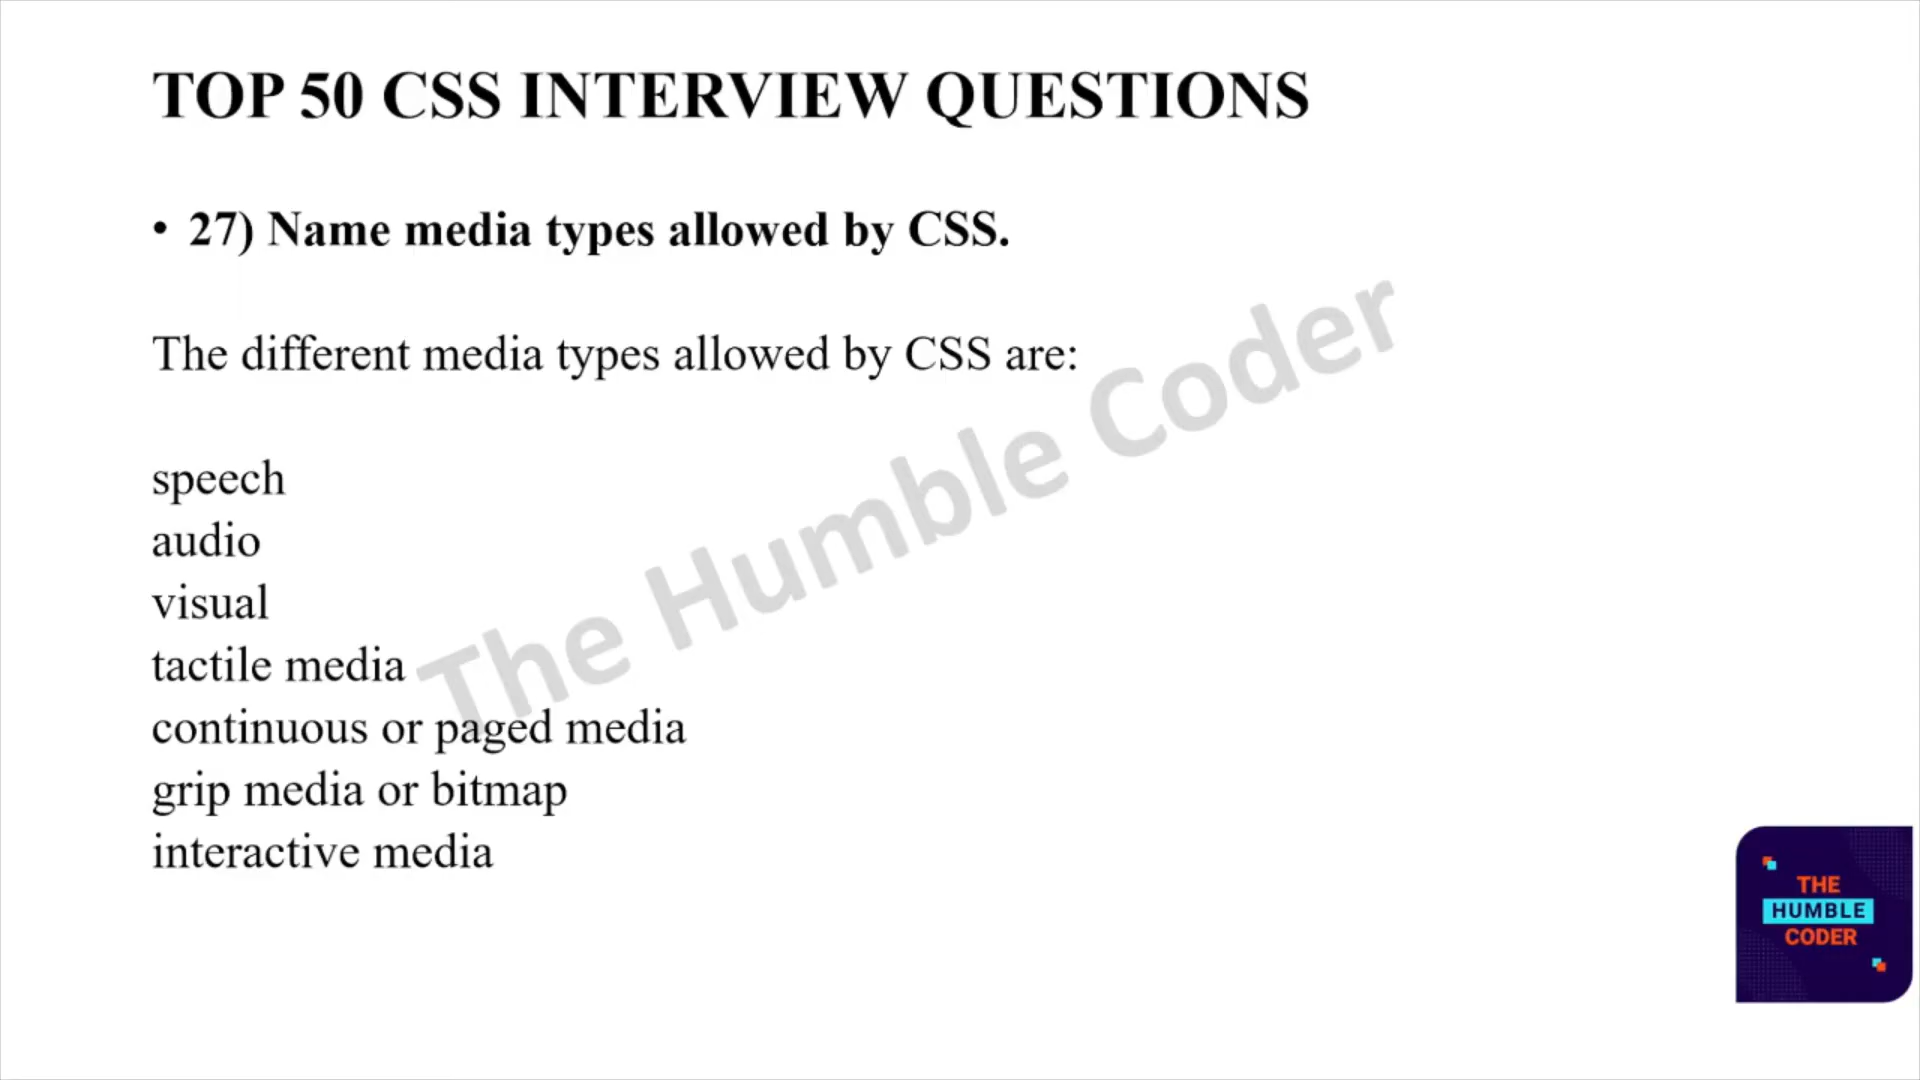 TOP 50 CSS INTERVIEW QUESTIONS
• 27) Name media types allowed by CSS.
The different media types allowed by CSS are:
speech
audio
visual
tactile media
continuous or paged media
grip media or bitmap
interactive media
The Humble Coder
THE
HUMBLE
CODER